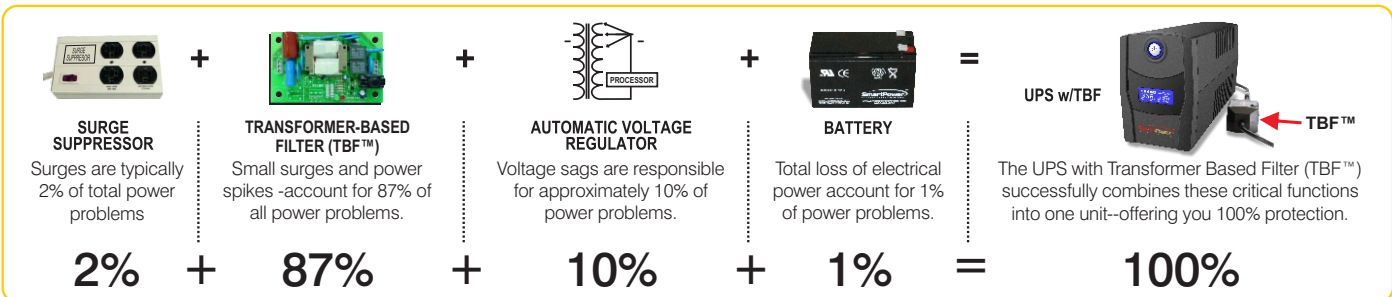 SURGE
SUPPRESOR
+
+
PROCESSOR
+
SmartPower
=
UPS w/TBF
TBF™
SURGE
SUPPRESSOR
Surges are typically
2% of total power
problems
TRANSFORMER-BASED
FILTER (TBF™)
Small surges and power
spikes -account for 87% of
all power problems.
AUTOMATIC VOLTAGE
REGULATOR
Voltage sags are responsible
for approximately 10% of
power problems.
BATTERY
Total loss of electrical
power account for 1%
of power problems.
The UPS with Transformer Based Filter (TBF™)
successfully combines these critical functions
into one unit--offering you 100% protection.
2% + 87% + 10% + 1% = 100%